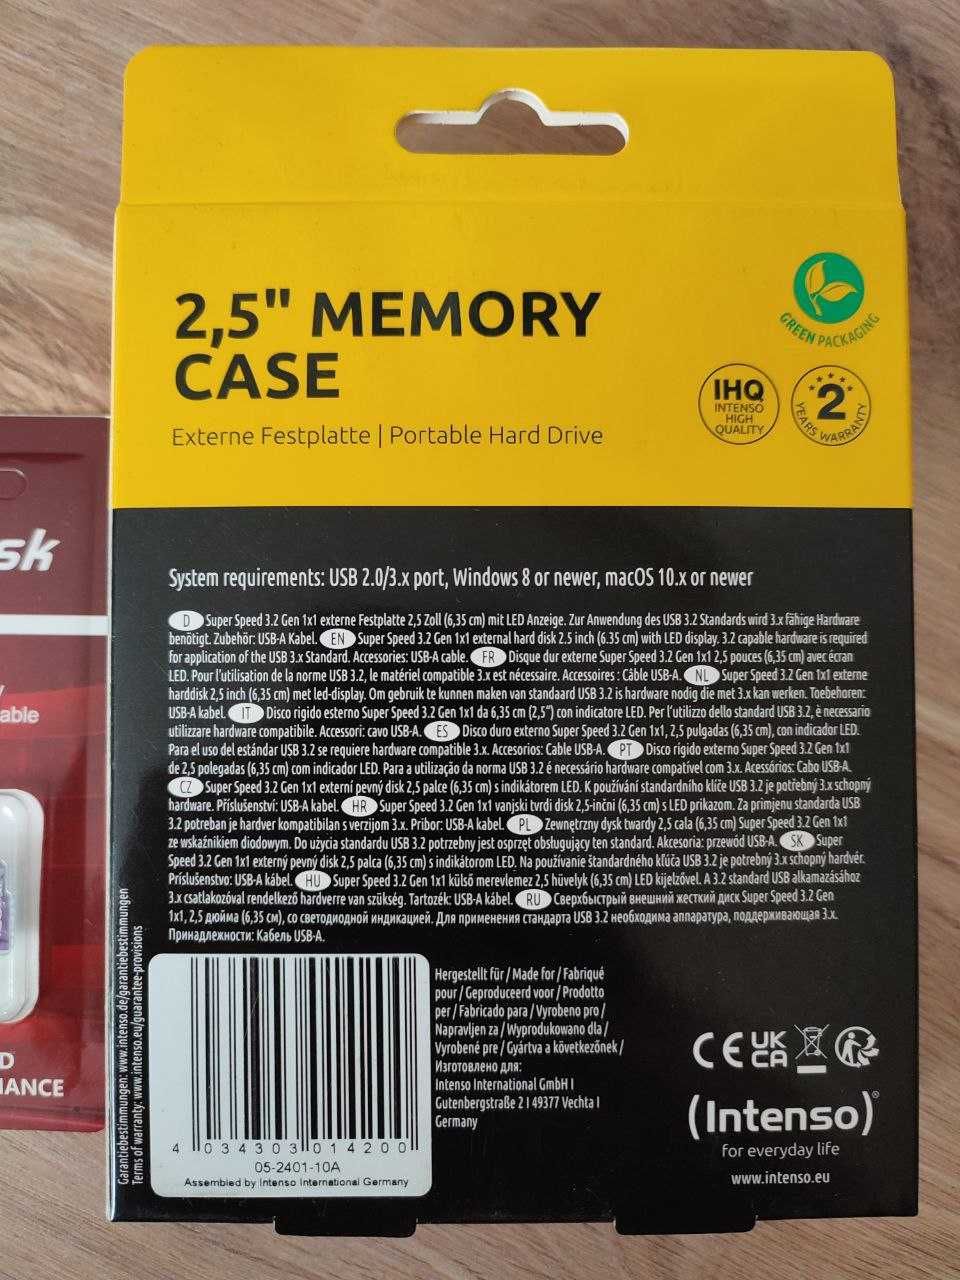 2,5" MEMORY
CASE
Externe Festplatte | Portable Hard Drive
GREEN PACKAGING
IHQ
INTENSO
HIGH
QUALITY
2
YEARS WARRANTY
System requirements: USB 2.0/3.x port, Windows 8 or newer, macOS 10.x or newer
D Super Speed 3.2 Gen 1x1 externe Festplatte 2,5 Zoll (6,35 cm) mit LED Anzeige. Zur Anwendung des USB 3.2 Standards wird 3.x fähige Hardware
benötigt. Zubehör: USB-A Kabel. EN Super Speed 3.2 Gen 1x1 external hard disk 2.5 inch (6,35 cm) with LED display. 3.2 capable hardware is required
for application of the USB 3.x Standard. Accessories: USB-A cable. FR Disque dur externe Super Speed 3.2 Gen 1x1 2,5 pouces (6,35 cm) avec écran
LED. Pour l'utilisation de la norme USB 3.2, le matériel compatible 3.x est nécessaire. Accessoires : Câble USB-A. NL Super Speed 3.2 Gen 1x1 externe
harddisk 2,5 inch (6,35 cm) met led-display. Om gebruik te kunnen maken van standaard USB 3.2 is hardware nodig die met 3.x kan werken. Toebehoren:
USB-A kabel. IT Disco rigido esterno Super Speed 3.2 Gen 1x1 da 6,35 cm (2,5") con indicatore LED. Per l'utilizzo dello standard USB 3.2, è necessario
utilizzare hardware compatibile. Accessori: cavo USB-A. ES Disco duro externo Super Speed 3.2 Gen 1x1, 2,5 pulgadas (6,35 cm), con indicador LED.
Para el uso del estándar USB 3.2 se requiere hardware compatible 3.x. Accesorios: Cable USB-A. PT Disco rígido externo Super Speed 3.2 Gen 1x1
de 2,5 polegadas (6,35 cm) com indicador LED. Para a utilização da norma USB 3.2 é necessário hardware compatível com 3.x. Acessórios: Cabo USB-A.
CZ Super Speed 3.2 Gen 1x1 externí pevný disk 2,5 palce (6,35 cm) s indikátorem LED. K používání standardního klíče USB 3.2 je potřebný 3.x schopný
hardware. Příslušenství: USB-A kabel. HR Super Speed 3.2 Gen 1x1 vanjski tvrdi disk 2,5-inčni (6,35 cm) s LED prikazom. Za primjenu standarda USB
3.2 potreban je hardver kompatibilan s verzijom 3.x. Pribor: USB-A kabel. PL Zewnętrzny dysk twardy 2,5 cala (6,35 cm) Super Speed 3.2 Gen 1x1
ze wskaźnikiem diodowym. Do użycia standardu USB 3.2 potrzebny jest osprzęt obsługujący ten standard. Akcesoria: przewód USB-A. SK Super
Speed 3.2 Gen 1x1 externý pevný disk 2,5 palca (6,35 cm) s indikátorom LED. Na používanie štandardného kľúča USB 3.2 je potrebný 3.x schopný hardvér.
Príslušenstvo: USB-A kábel. HU Super Speed 3.2 Gen 1x1 külső merevlemez 2,5 hüvelyk (6,35 cm) LED kijelzővel. A 3.2 standard USB alkamazásához
3.x csatlakozóval rendelkező hardverre van szükség. Tartozék: USB-A kábel. RU Сверхбыстрый внешний жесткий диск Super Speed 3.2 Gen
1x1, 2,5 дюйма (6,35 см), со светодиодной индикацией. Для применения стандарта USB 3.2 необходима аппаратура, поддерживающая 3.x.
Принадлежности: Кабель USB-A.
Garantiebestimmungen: www.intenso.de/garantiebestimmungen
Terms of warranty: www.intenso.eu/guarantee-provisions
4 034303 014200
05-2401-10A
Assembled by Intenso International Germany
Hergestellt für / Made for / Fabriqué
pour / Geproduceerd voor / Prodotto
per / Fabricado para / Vyrobeno pro /
Napravljen za / Wyprodukowano dla /
Vyrobené pre / Gyártva a következőnek /
Изготовлено для:
Intenso International GmbH |
Gutenbergstraße 2 | 49377 Vechta |
Germany
CE UK CA
(Intenso)®
for everyday life
www.intenso.eu
sk
able
D
MANCE